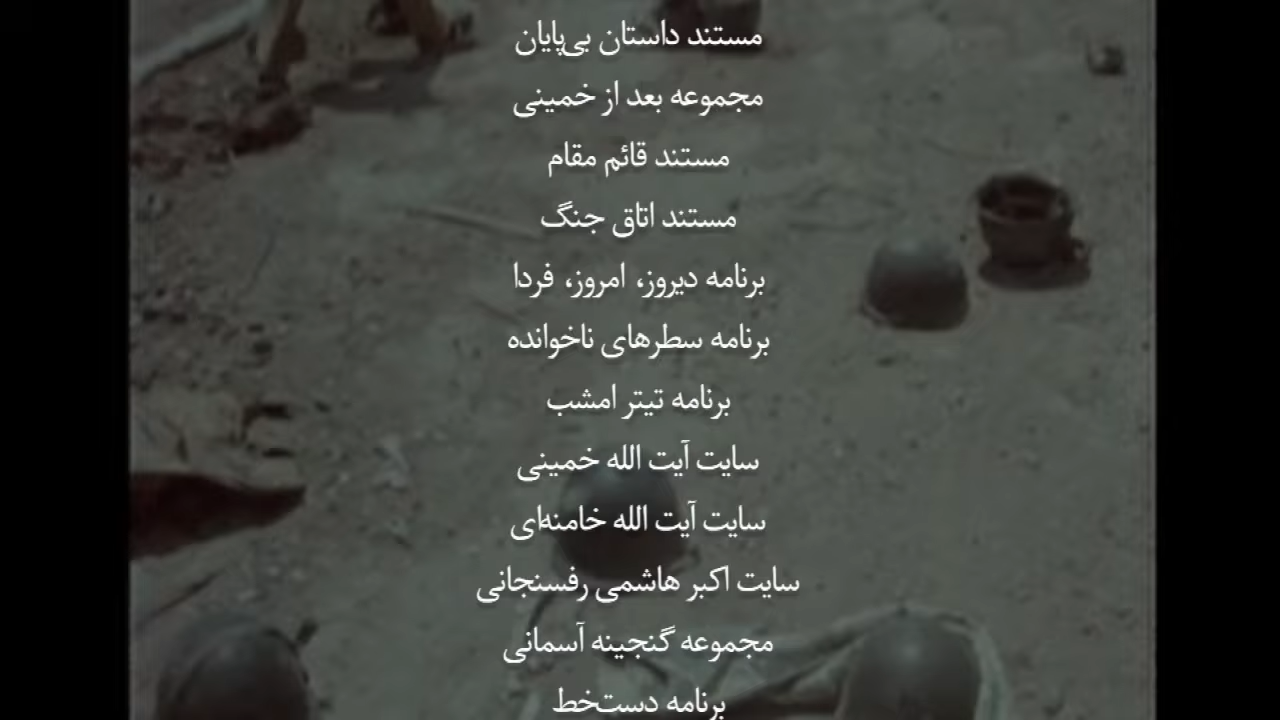 مستند داستان بی‌پایان
مجموعه بعد از خمینی
مستند قائم مقام
مستند اتاق جنگ
برنامه دیروز، امروز، فردا
برنامه سطرهای ناخوانده
برنامه تیتر امشب
سایت آیت الله خمینی
سایت آیت الله خامنه‌ای
سایت اکبر هاشمی رفسنجانی
مجموعه گنجینه آسمانی
برنامه دست‌خط